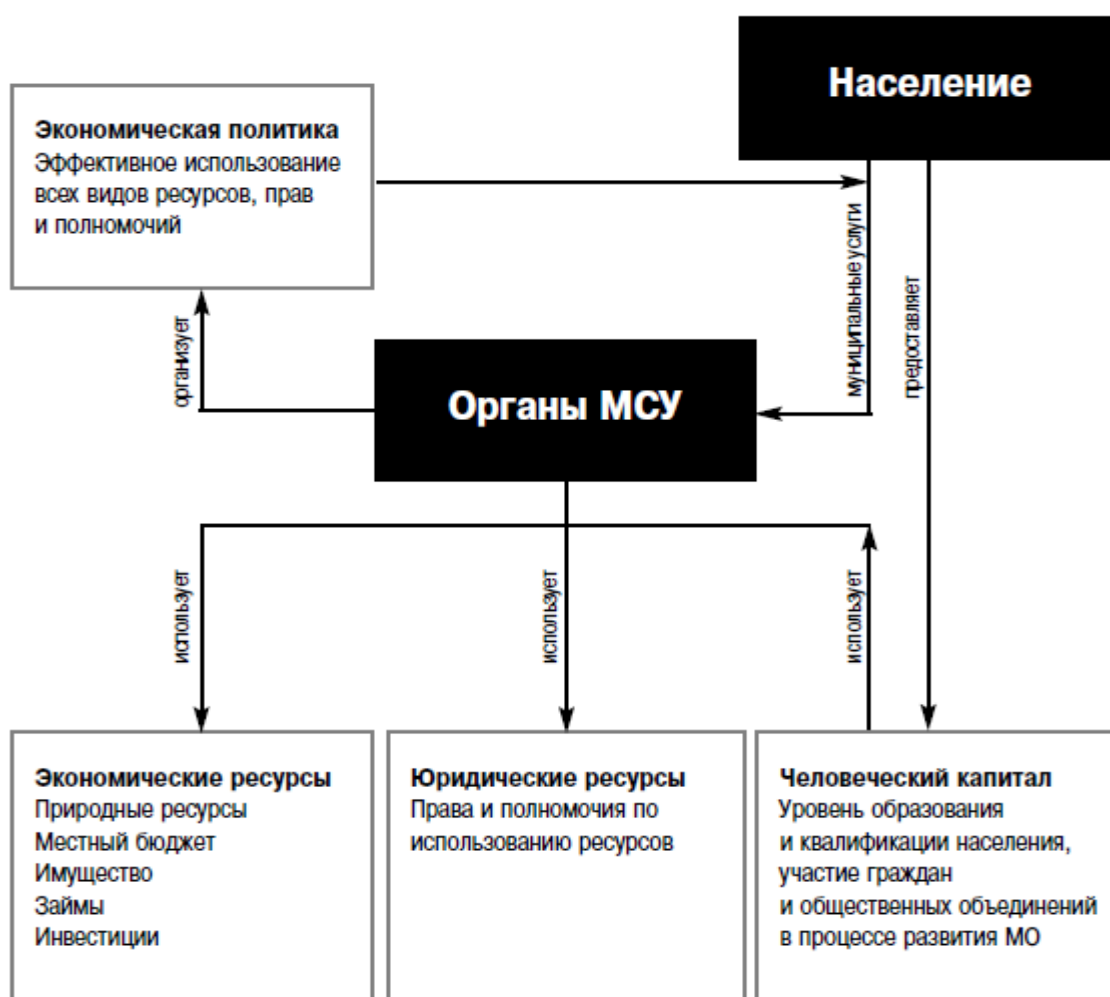 Население
Экономическая политика
Эффективное использование
всех видов ресурсов, прав
и полномочий
муниципальные услуги
предоставляет
организует
Органы МСУ
использует
использует
использует
Экономические ресурсы
Природные ресурсы
Местный бюджет
Имущество
Займы
Инвестиции
Юридические ресурсы
Права и полномочия по
использованию ресурсов
Человеческий капитал
Уровень образования
и квалификации населения,
участие граждан
и общественных объединений
в процессе развития МО